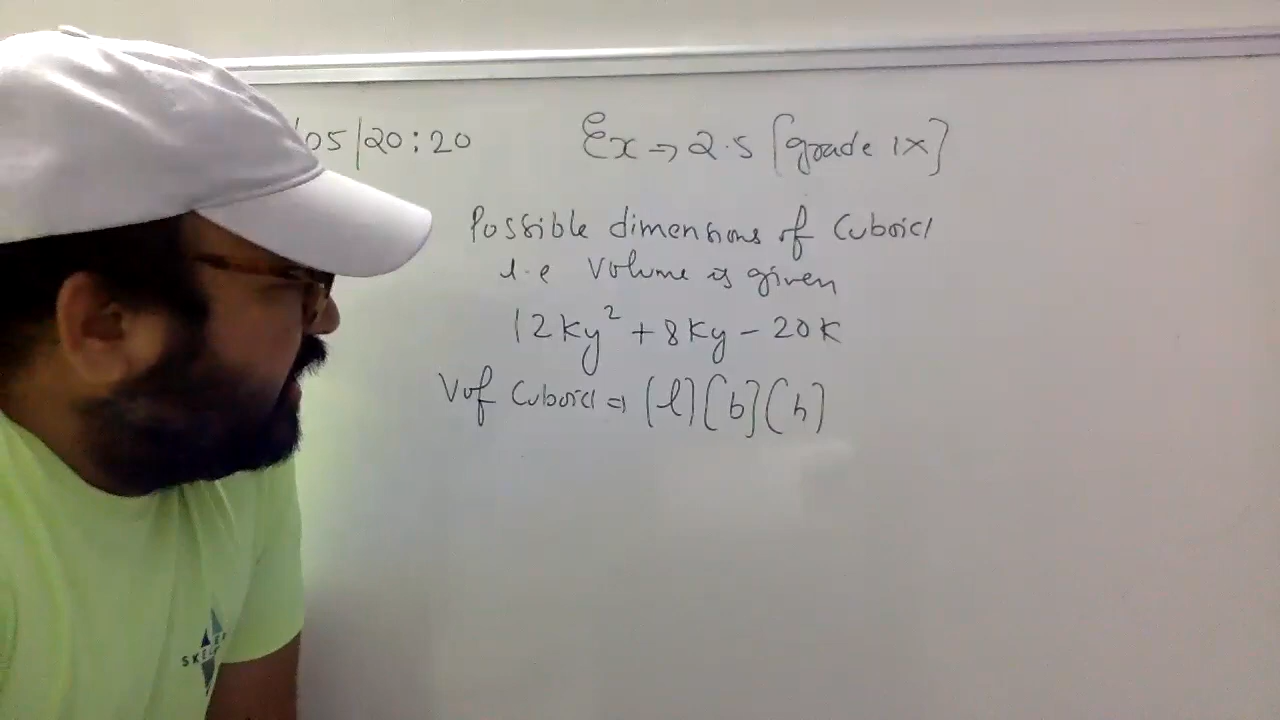 /05/20:20
Ex → 2.5 [grade IX]
Possible dimensions of Cuboid
i.e Volume is given
12Ky² + 8Ky - 20K
V of Cuboid ⇒ (l)(b)(h)